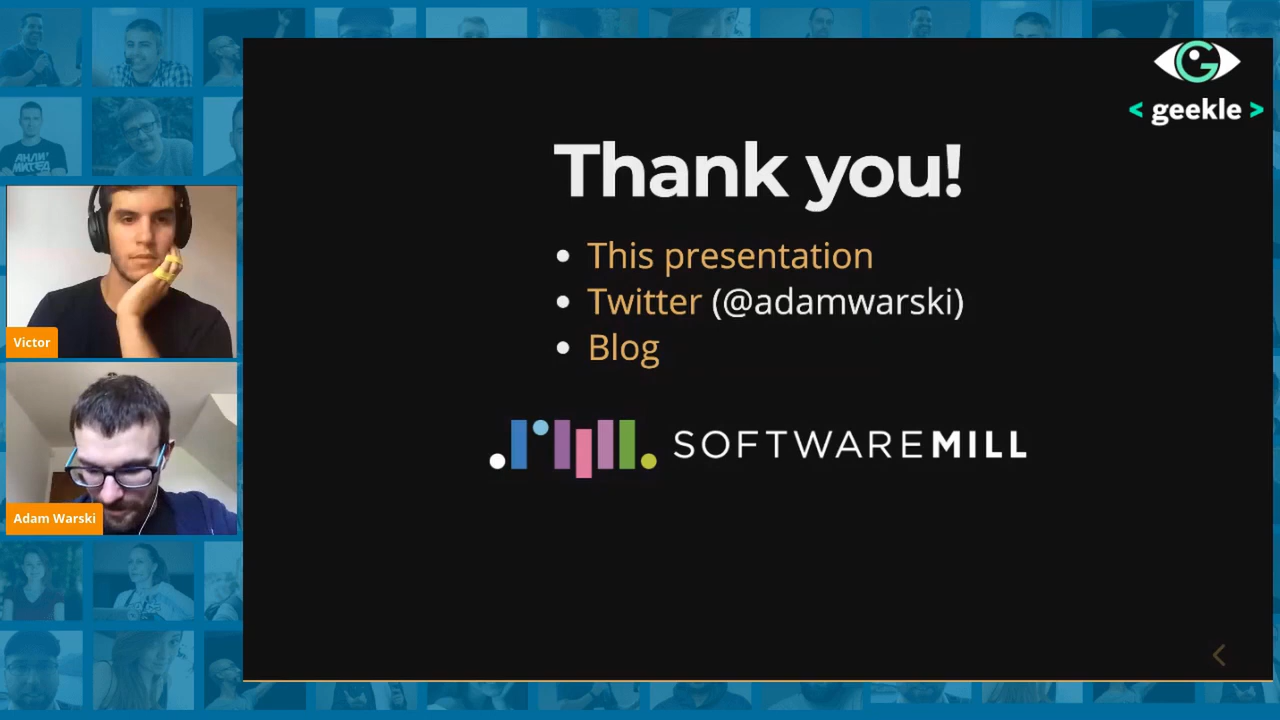 < geekle >
Thank you!
• This presentation
• Twitter (@adamwarski)
• Blog
SOFTWAREMILL
Victor
Adam Warski